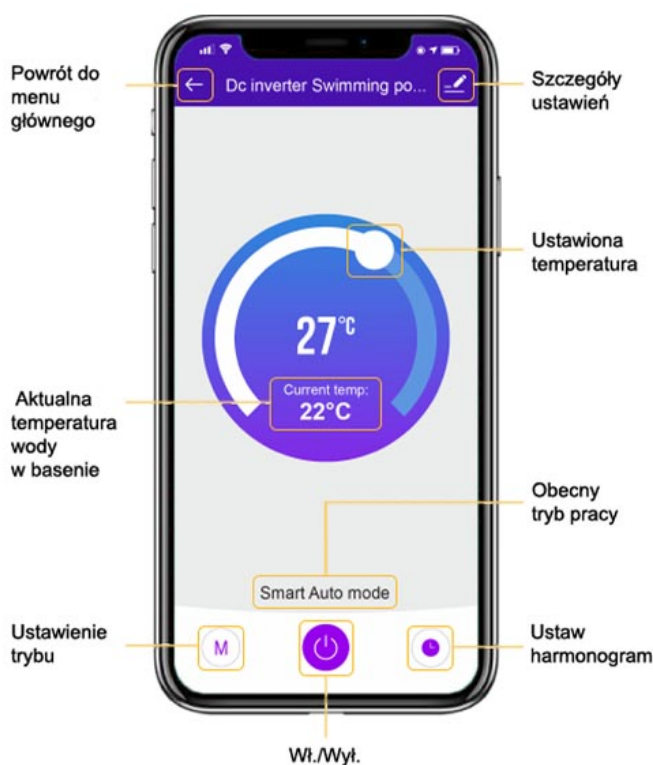 Powrót do
menu
głównego
Dc inverter Swimming po...
Szczegóły
ustawień
Ustawiona
temperatura
27°C
Current temp:
22°C
Aktualna
temperatura
wody
w basenie
Obecny
tryb pracy
Smart Auto mode
Ustawienie
trybu
M
Ustaw
harmonogram
Wł./Wył.